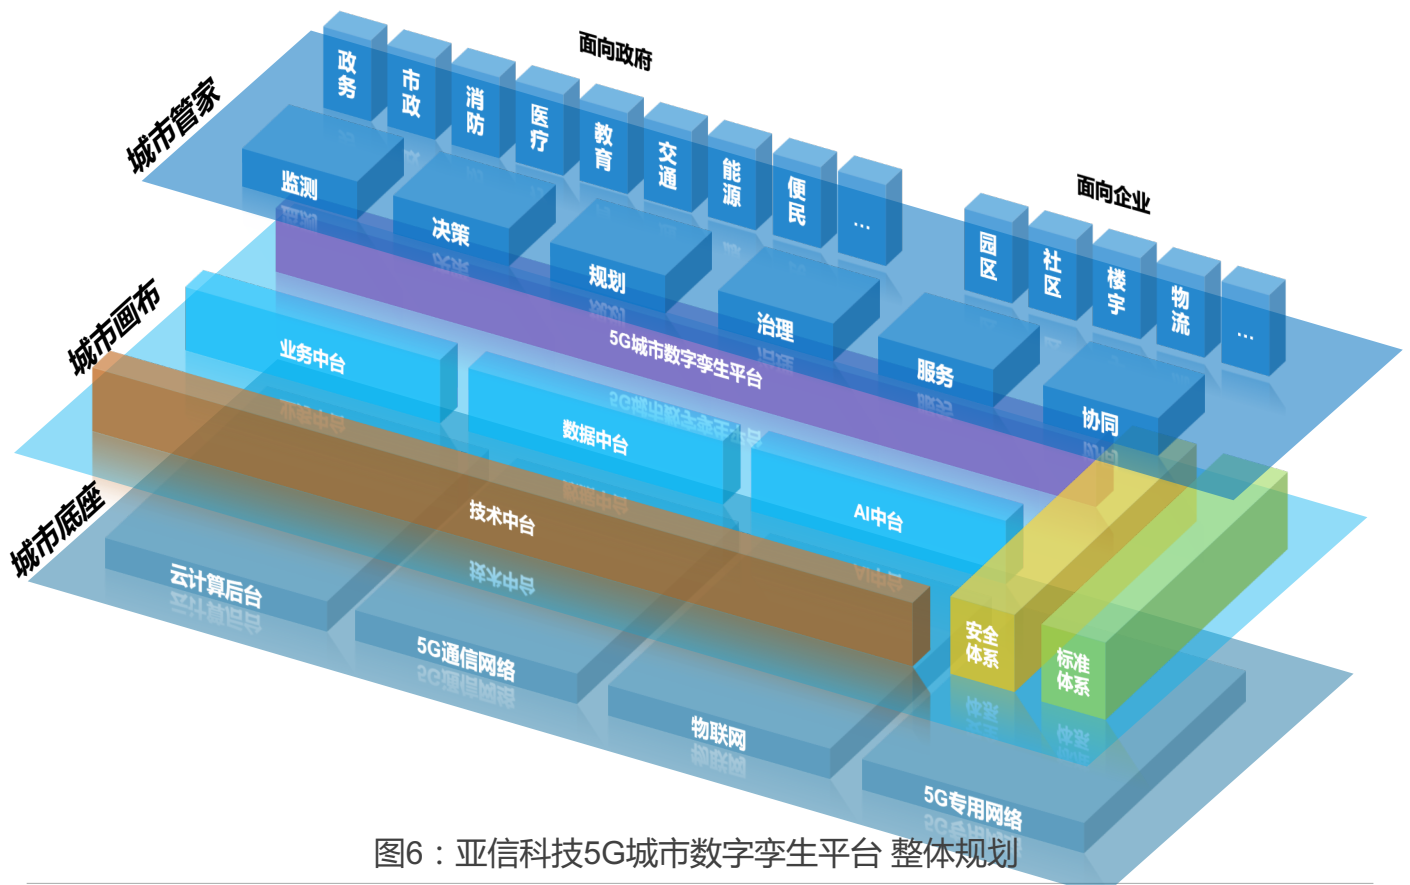 城市管家
面向政府
政务
市政
消防
医疗
教育
交通
能源
便民
...
面向企业
园区
社区
楼宇
物流
...
监测
决策
规划
治理
服务
协同
城市画布
5G城市数字孪生平台
业务中台
数据中台
AI中台
技术中台
安全
体系
标准
体系
城市底座
云计算后台
5G通信网络
物联网
5G专用网络
图6：亚信科技5G城市数字孪生平台 整体规划